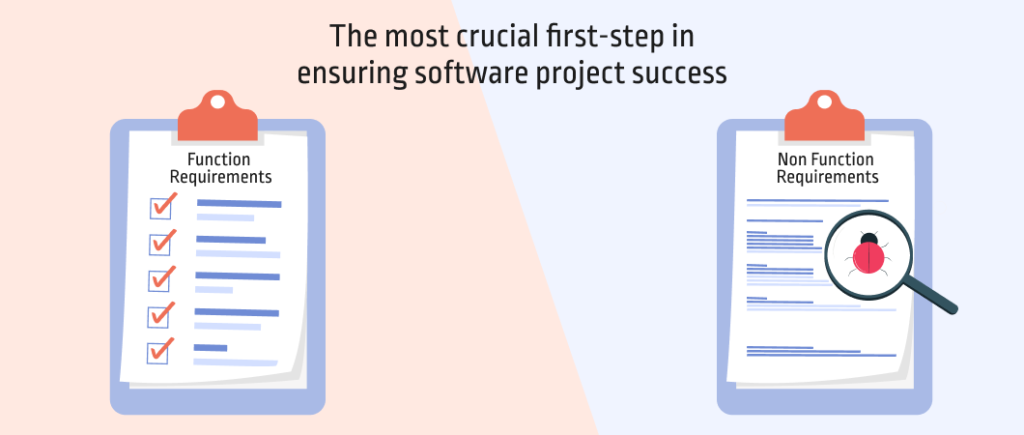 The most crucial first-step in
ensuring software project success
Function
Requirements
Non Function
Requirements